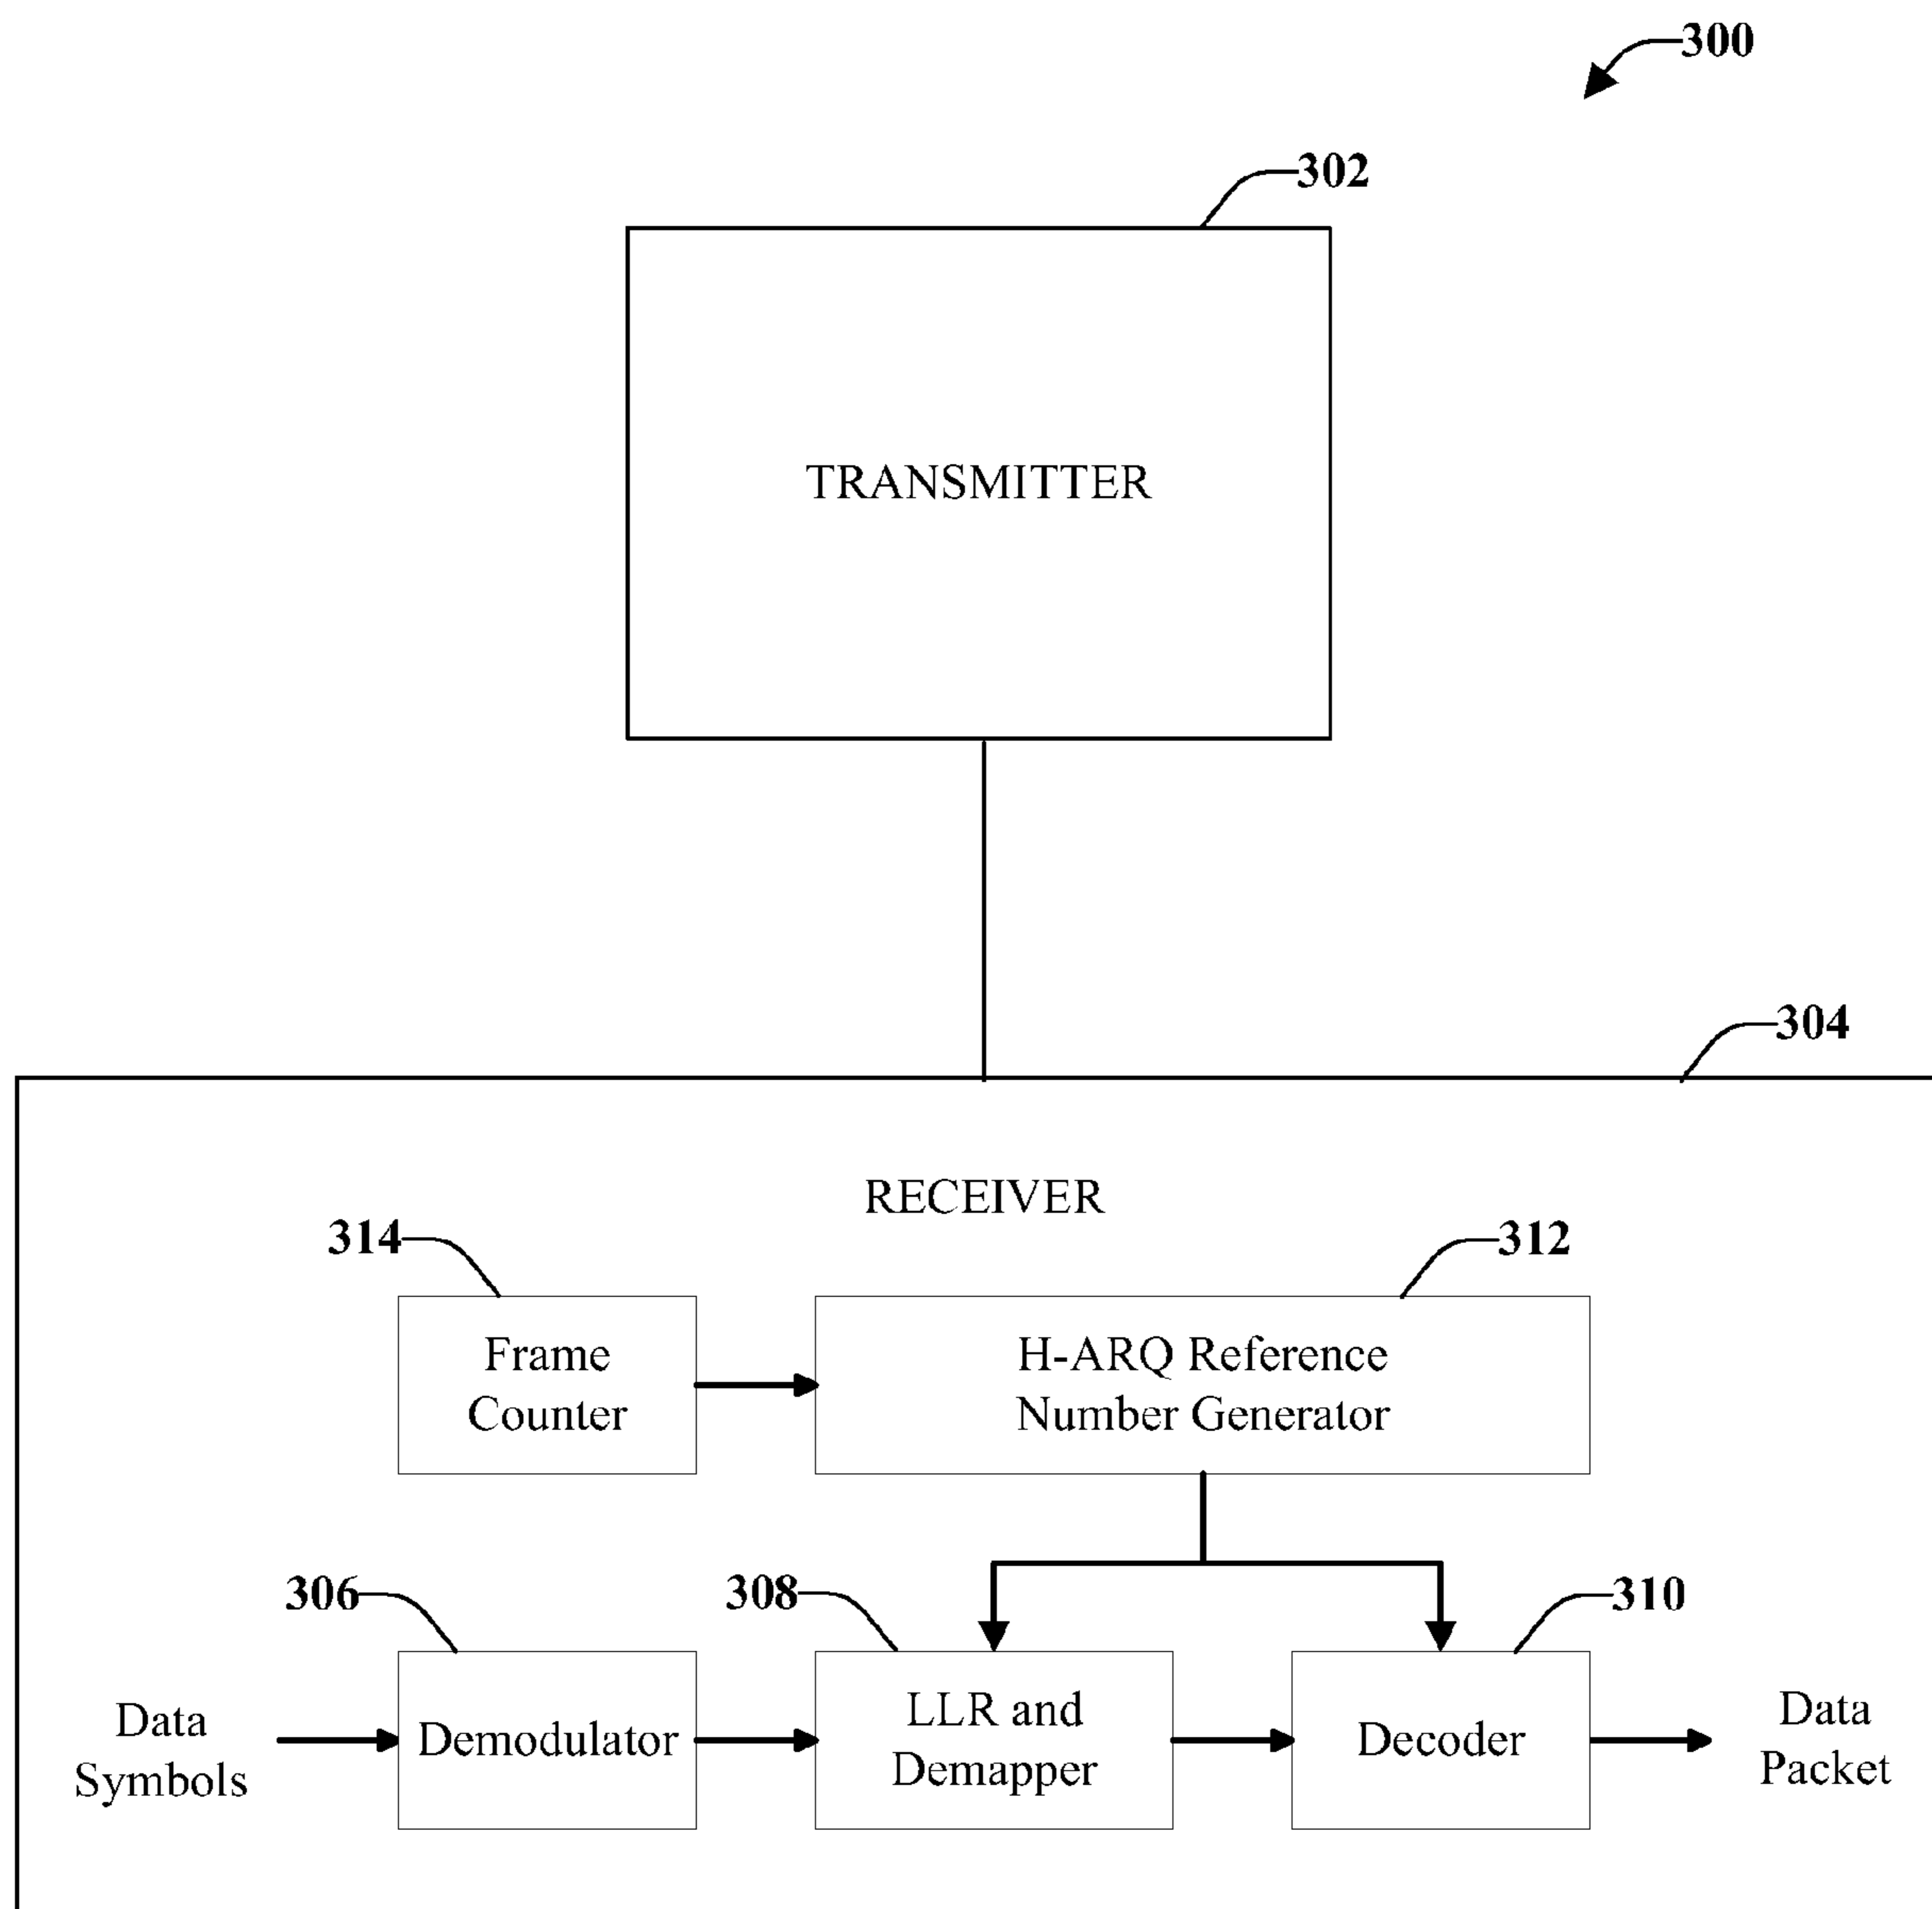 300
302
TRANSMITTER
304
RECEIVER
314
312
Frame
Counter
H-ARQ Reference
Number Generator
306
308
310
Data
Symbols
Demodulator
LLR and
Demapper
Decoder
Data
Packet